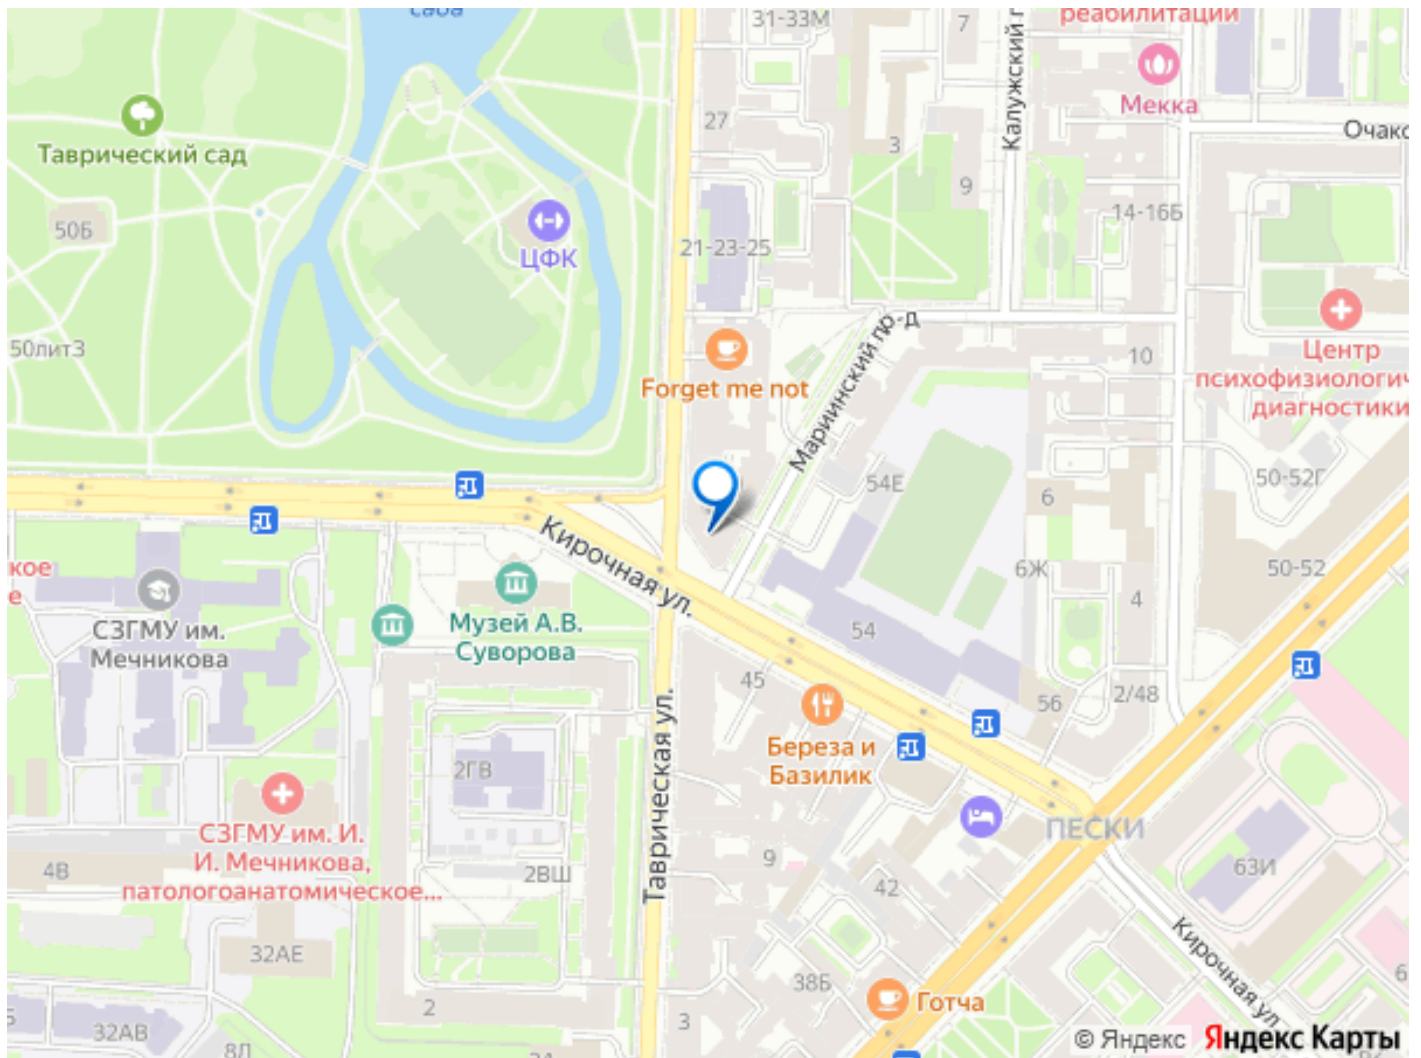 сада
31-33М
7
Калужский п
реабилитации
Мекка
Очако
Таврический сад
27
3
9
14-16Б
50Б
ЦФК
21-23-25
50лит3
Forget me not
Мариинский пр-д
10
Центр
психофизиологич
диагностики
54Е
6
50-52Г
Кирочная ул.
ское
е
СЗГМУ им.
Мечникова
Музей А.В.
Суворова
6Ж
4
50-52
54
45
56
2/48
Береза и
Базилик
Таврическая ул.
2ГВ
ПЕСКИ
СЗГМУ им. И.
И. Мечникова,
патологоанатомическое...
4В
2ВШ
9
42
63И
32АЕ
38Б
Кирочная ул.
6
Готча
2
3
Б
32АВ
8Л
© Яндекс Яндекс Карты